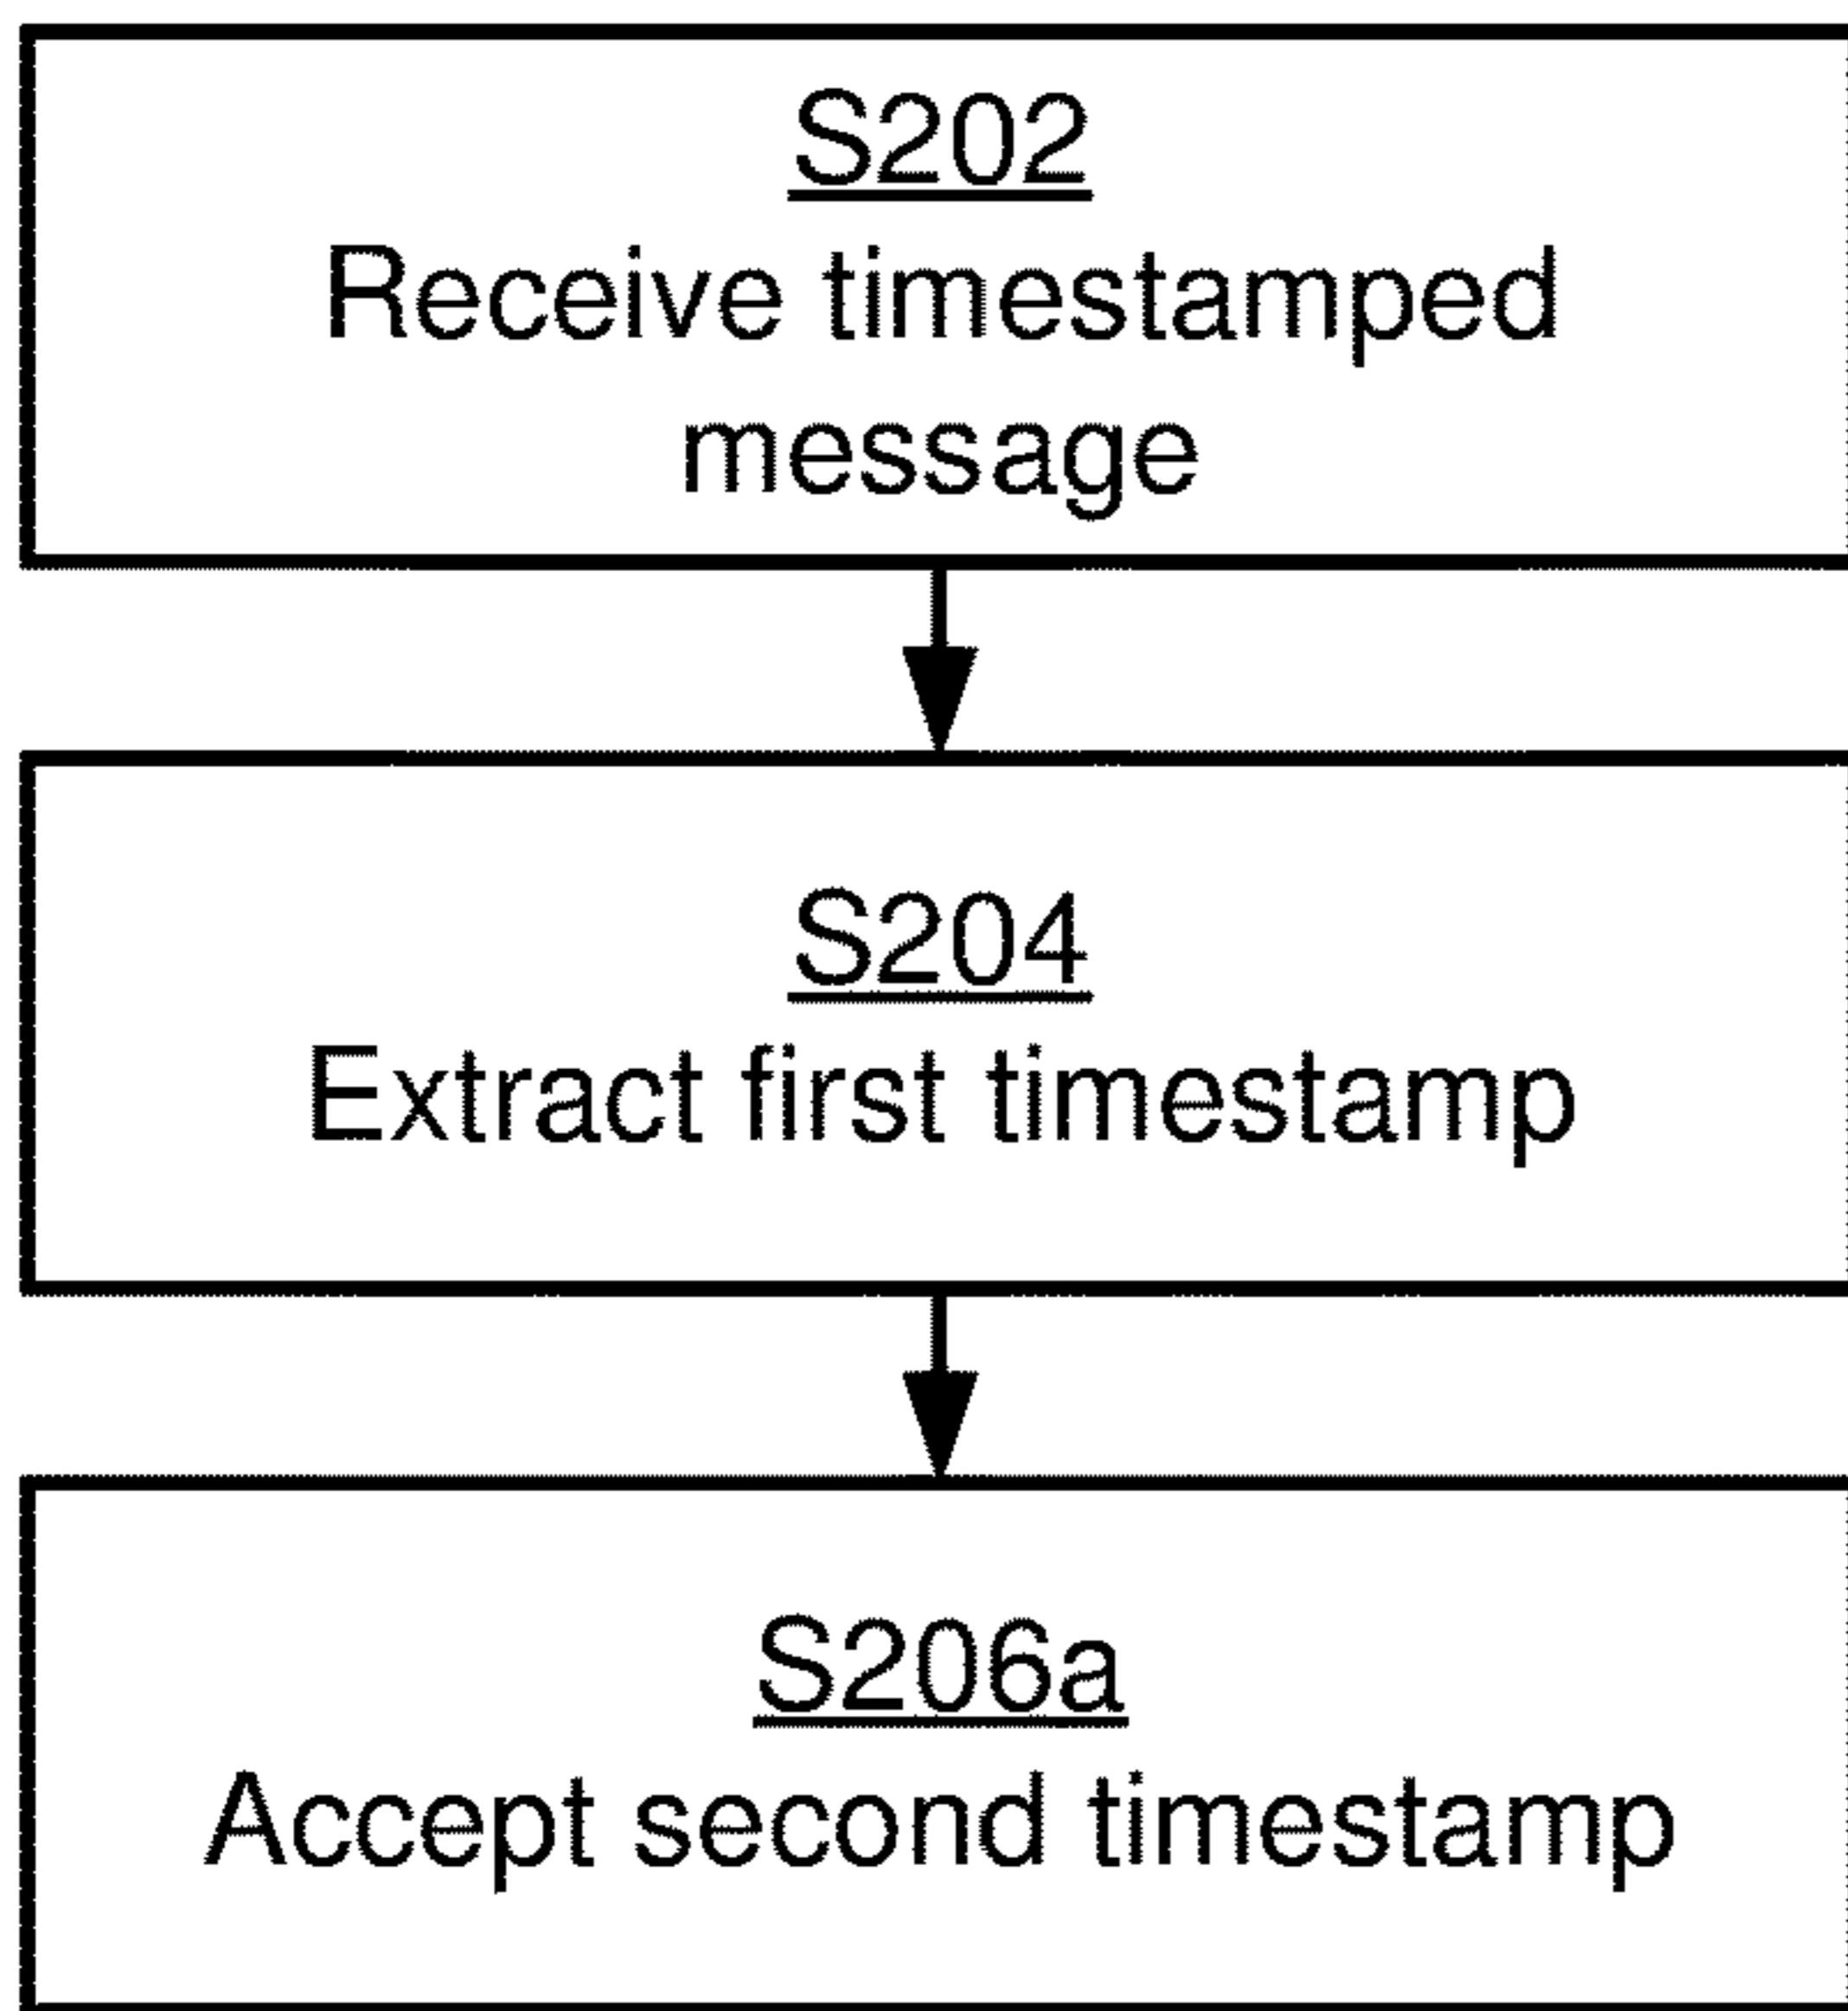 S202
Receive timestamped
message
S204
Extract first timestamp
S206a
Accept second timestamp